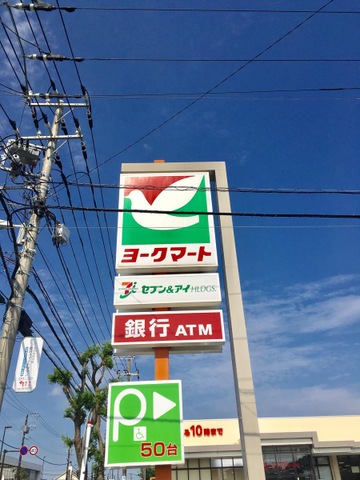 ヨークマート
セブン&アイHLDGS.
銀行 ATM
P
50台
10時まで